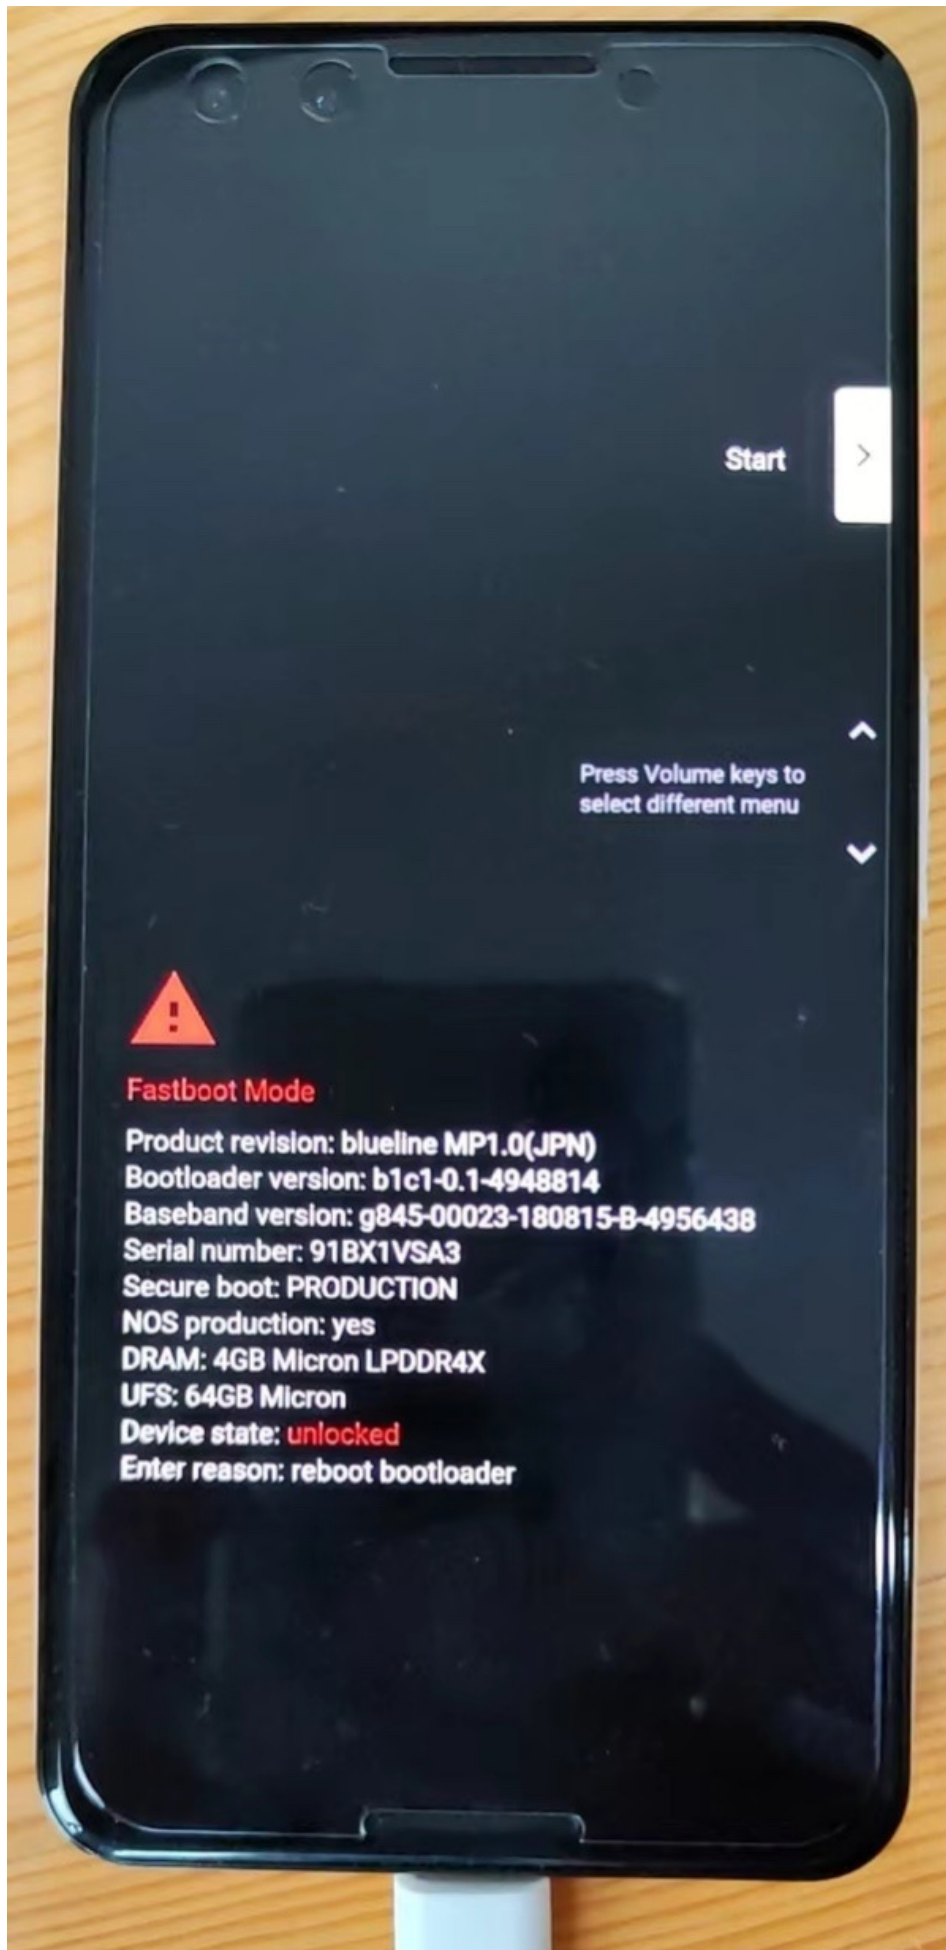 Start
Press Volume keys to
select different menu
Fastboot Mode
Product revision: blueline MP1.0(JPN)
Bootloader version: b1c1-0.1-4948814
Baseband version: g845-00023-180815-B-4956438
Serial number: 91BX1VSA3
Secure boot: PRODUCTION
NOS production: yes
DRAM: 4GB Micron LPDDR4X
UFS: 64GB Micron
Device state: unlocked
Enter reason: reboot bootloader